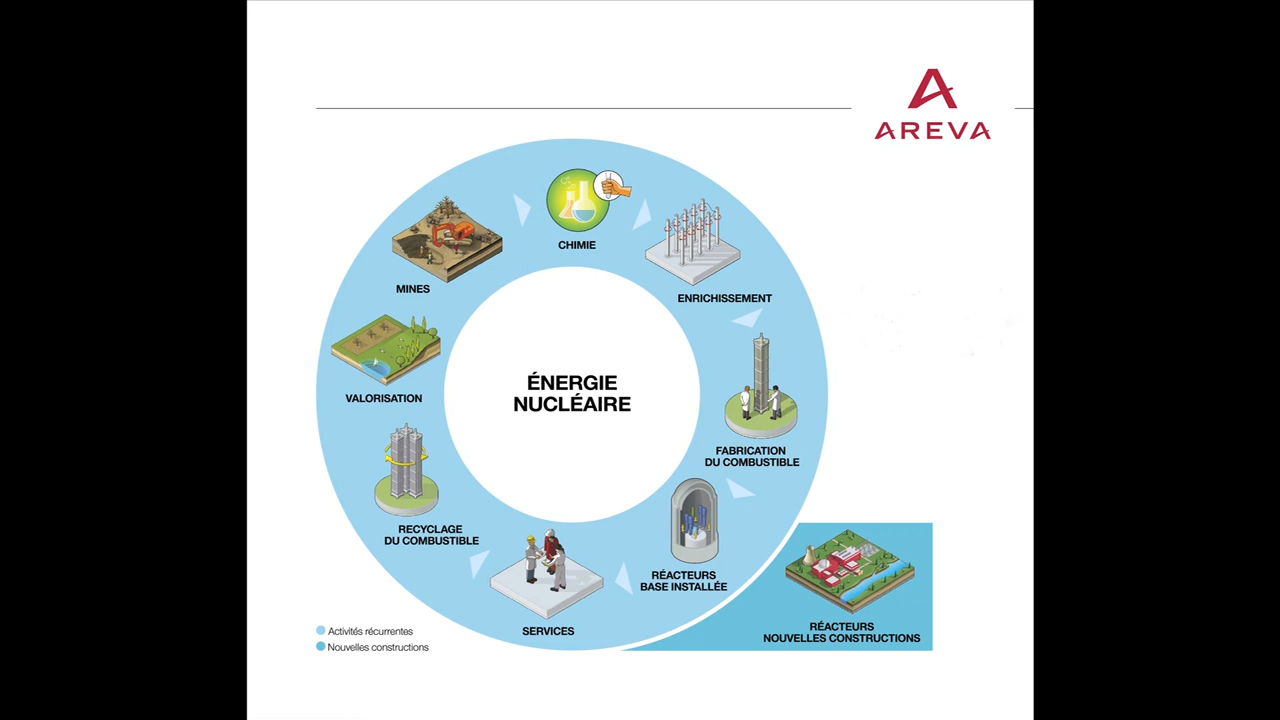 AREVA
CHIMIE
MINES
ENRICHISSEMENT
VALORISATION
ÉNERGIE
NUCLÉAIRE
FABRICATION
DU COMBUSTIBLE
RECYCLAGE
DU COMBUSTIBLE
RÉACTEURS
BASE INSTALLÉE
SERVICES
RÉACTEURS
NOUVELLES CONSTRUCTIONS
Activités récurrentes
Nouvelles constructions